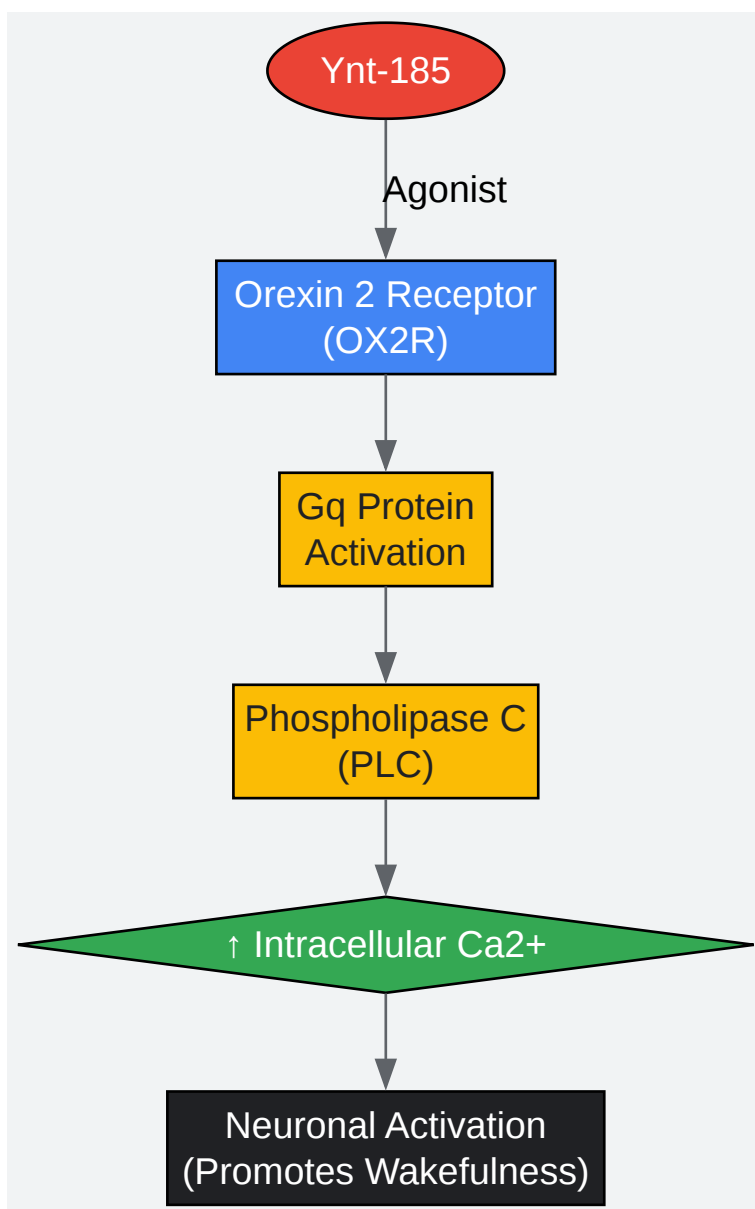 Ynt-185
Agonist
Orexin 2 Receptor
(OX2R)
Gq Protein
Activation
Phospholipase C
(PLC)
↑ Intracellular Ca2+
Neuronal Activation
(Promotes Wakefulness)